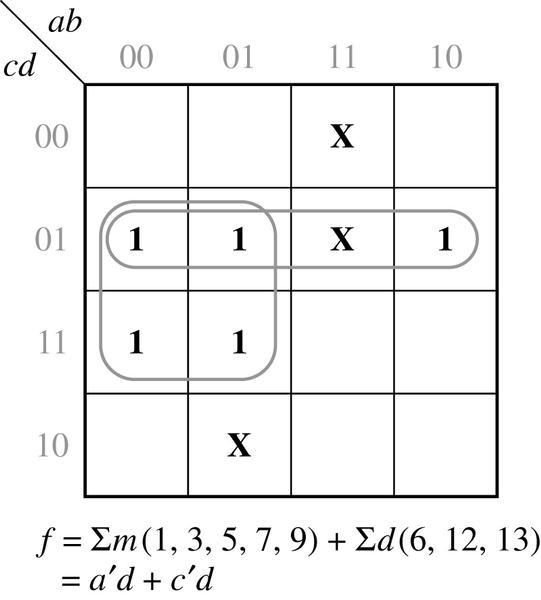 ab
cd
00 01 11 10
00 X
01 1 1 X 1
11 1 1
10 X
f = Σm(1, 3, 5, 7, 9) + Σd(6, 12, 13)
= a′d + c′d